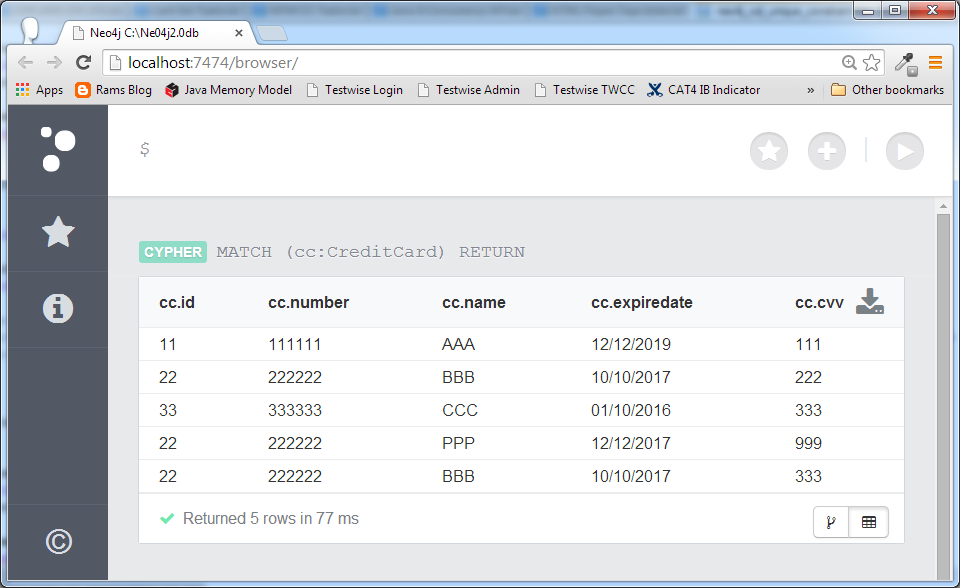 Neo4j C:\Ne04j2.0db
localhost:7474/browser/
Apps Rams Blog Java Memory Model Testwise Login Testwise Admin Testwise TWCC CAT4 IB Indicator » Other bookmarks
$
CYPHER MATCH (cc:CreditCard) RETURN
cc.id cc.number cc.name cc.expiredate cc.cvv
11 111111 AAA 12/12/2019 111
22 222222 BBB 10/10/2017 222
33 333333 CCC 01/10/2016 333
22 222222 PPP 12/12/2017 999
22 222222 BBB 10/10/2017 333
Returned 5 rows in 77 ms
©